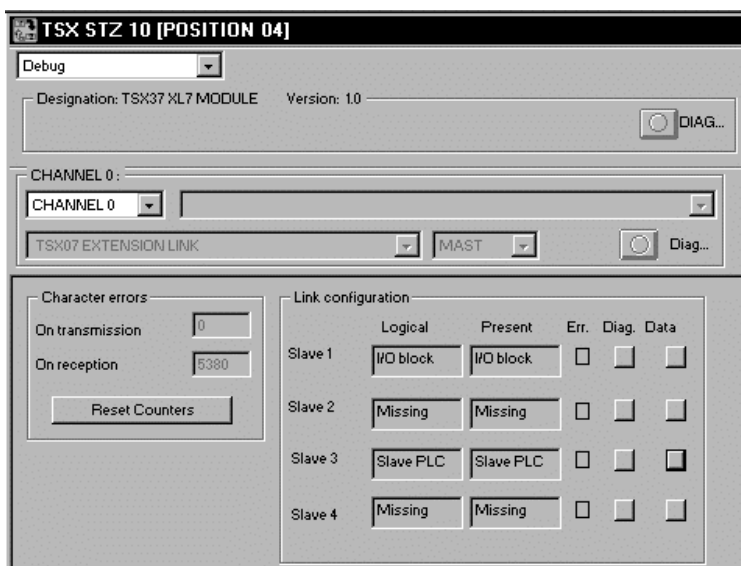 TSX STZ 10 [POSITION 04]
Debug
Designation: TSX37 XL7 MODULE Version: 1.0
DIAG...
CHANNEL 0 :
CHANNEL 0
TSX07 EXTENSION LINK MAST Diag...
Character errors
On transmission 0
On reception 5380
Reset Counters
Link configuration
Logical Present Err. Diag. Data
Slave 1 I/O block I/O block
Slave 2 Missing Missing
Slave 3 Slave PLC Slave PLC
Slave 4 Missing Missing